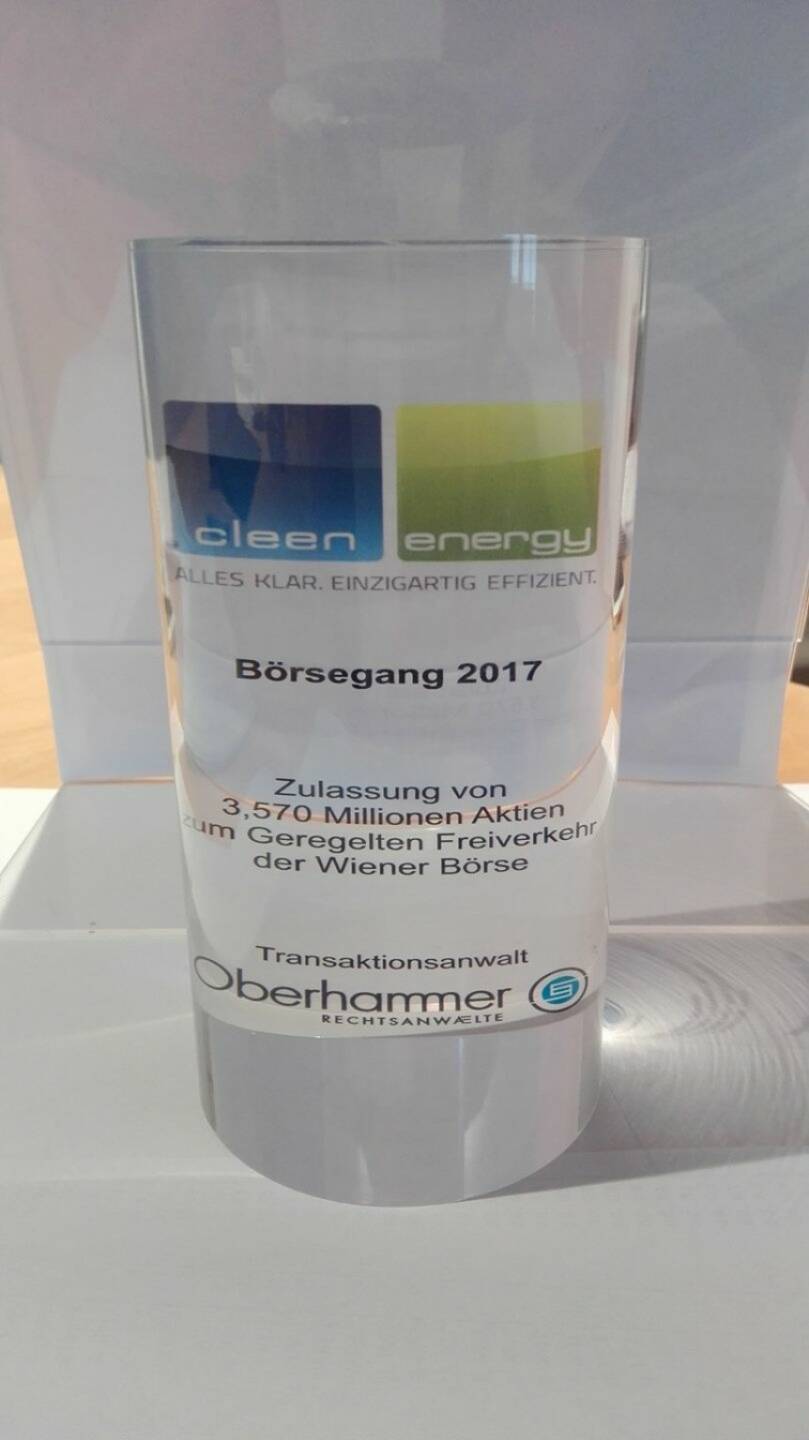 cleen energy
ALLES KLAR. EINZIGARTIG EFFIZIENT.
Börsegang 2017
Zulassung von
3,570 Millionen Aktien
zum Geregelten Freiverkehr
der Wiener Börse
Transaktionsanwalt
Oberhammer
RECHTSANWÆLTE